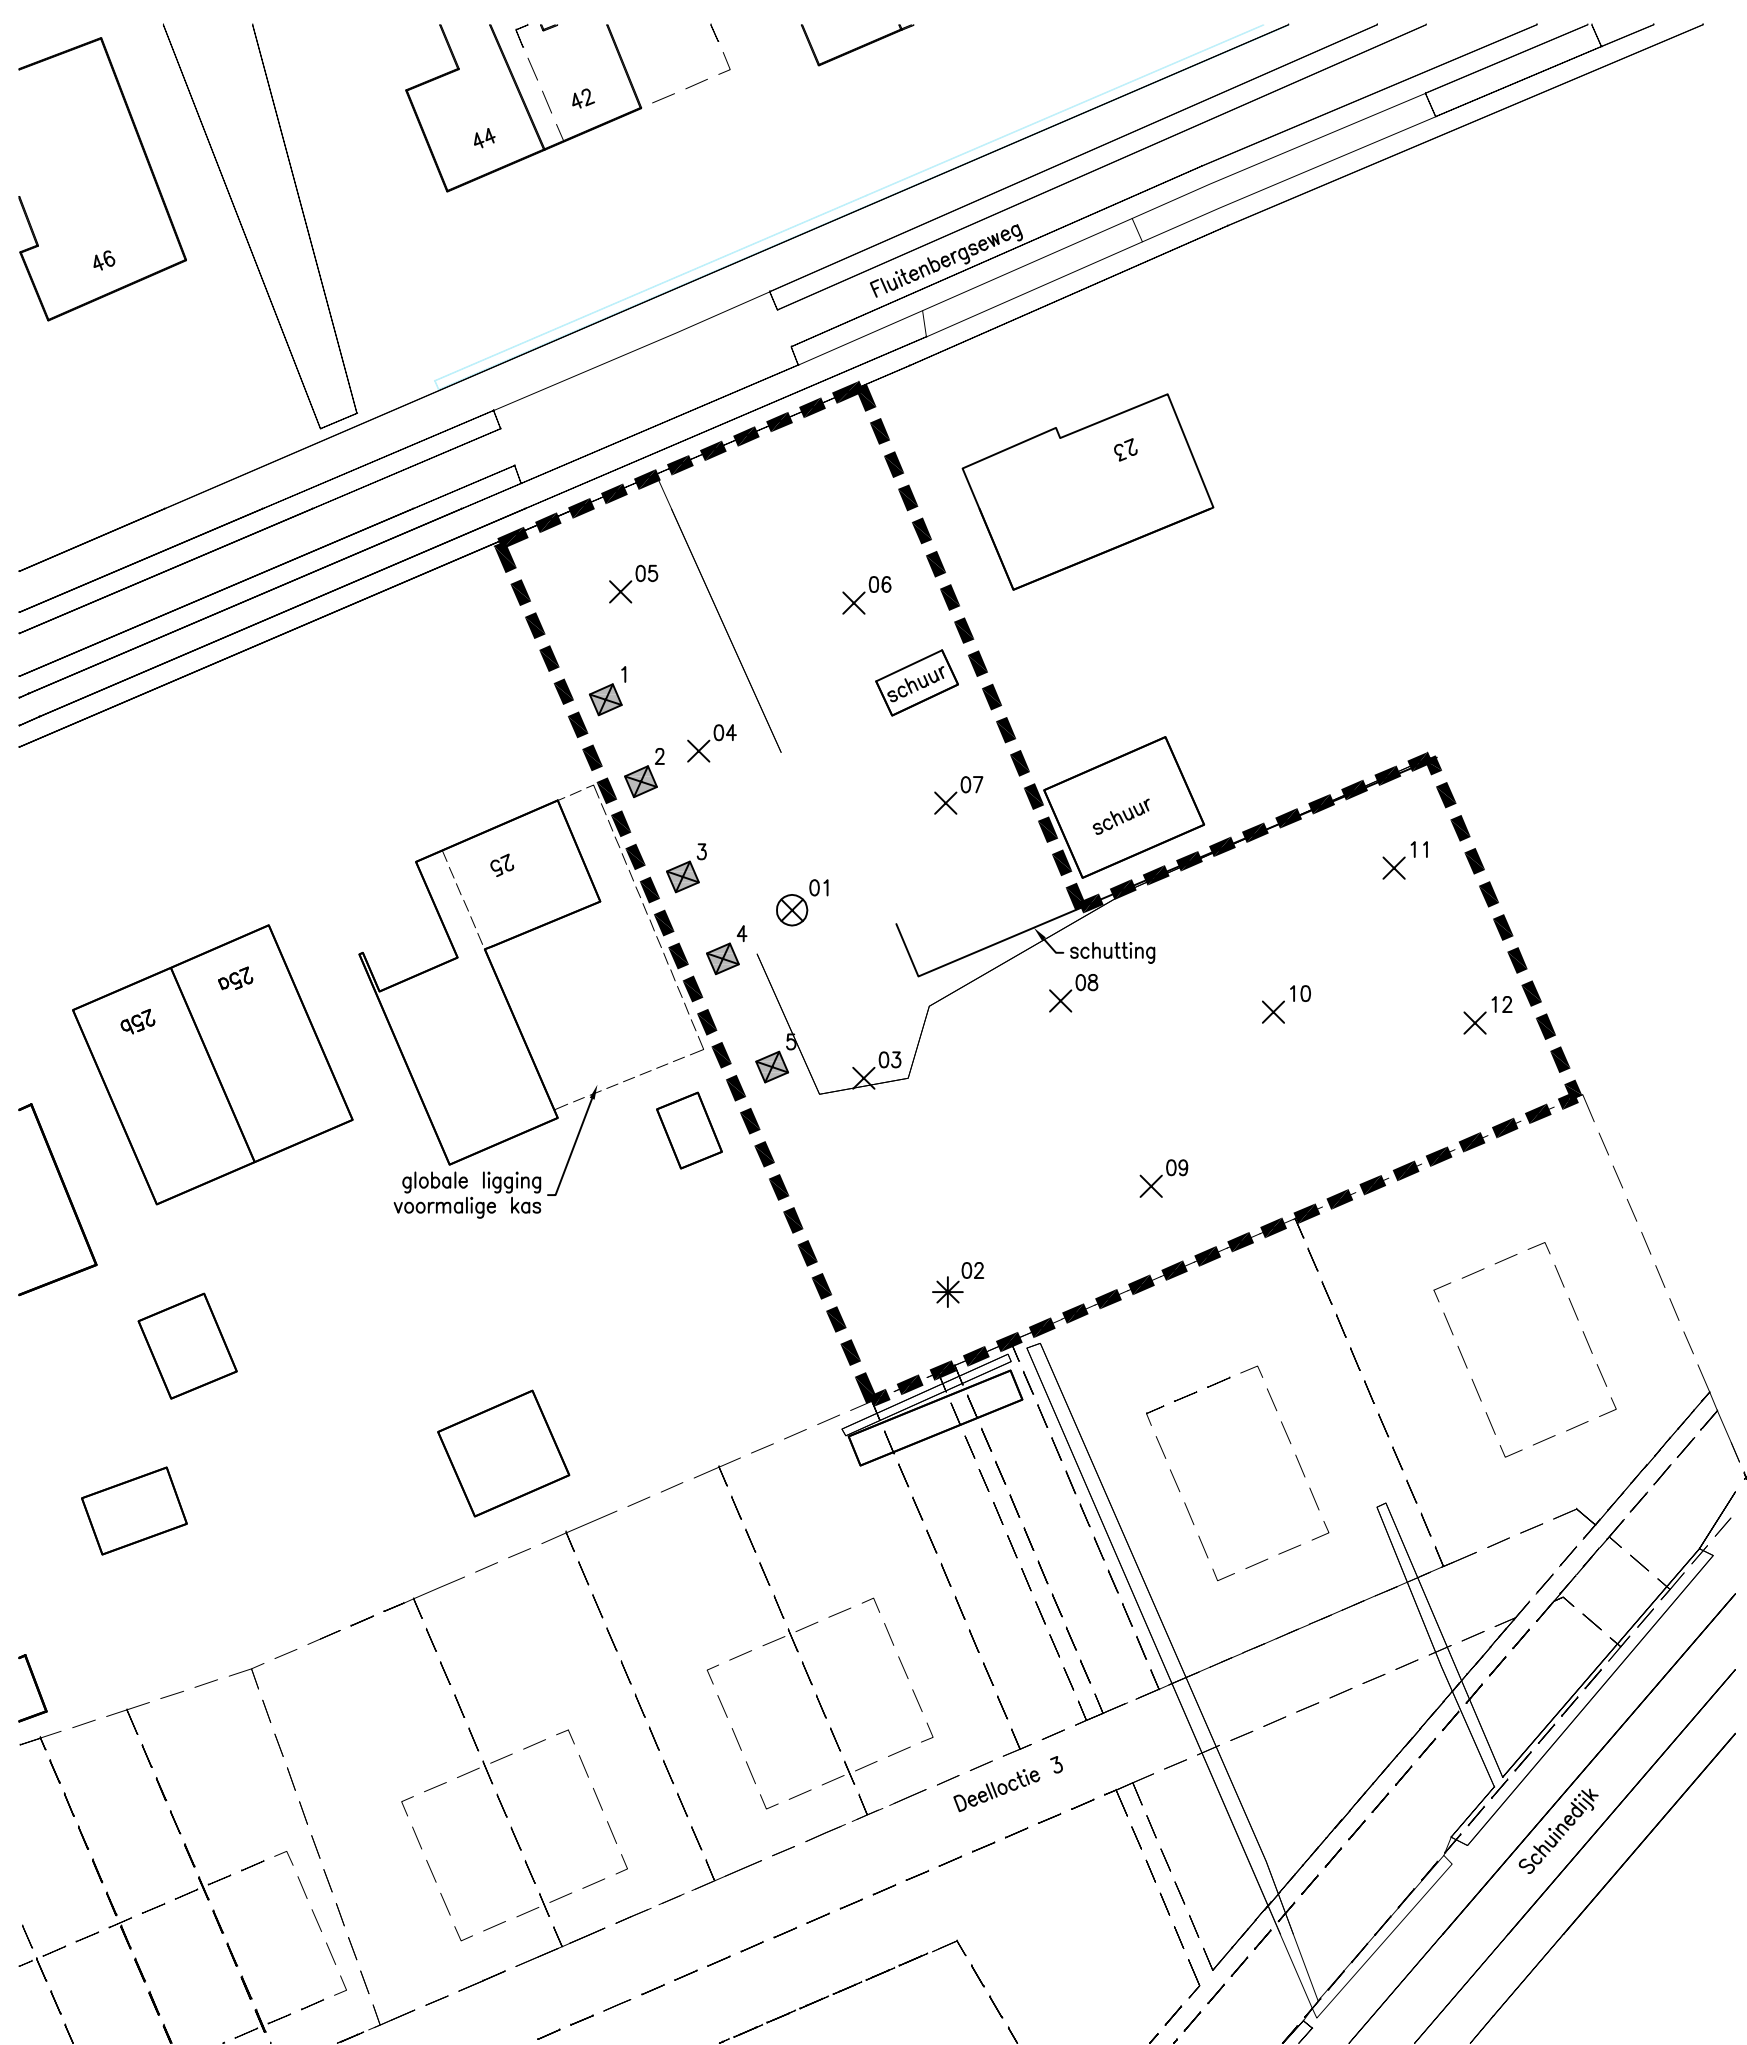 42
44
46
Fluitenbergseweg
23
05
06
1
schuur
04
2
07
schuur
3
11
25
01
4
schutting
25a
08
10
12
25b
5
03
09
globale ligging
voormalige kas
02
Deelloctie 3
Schuinedijk